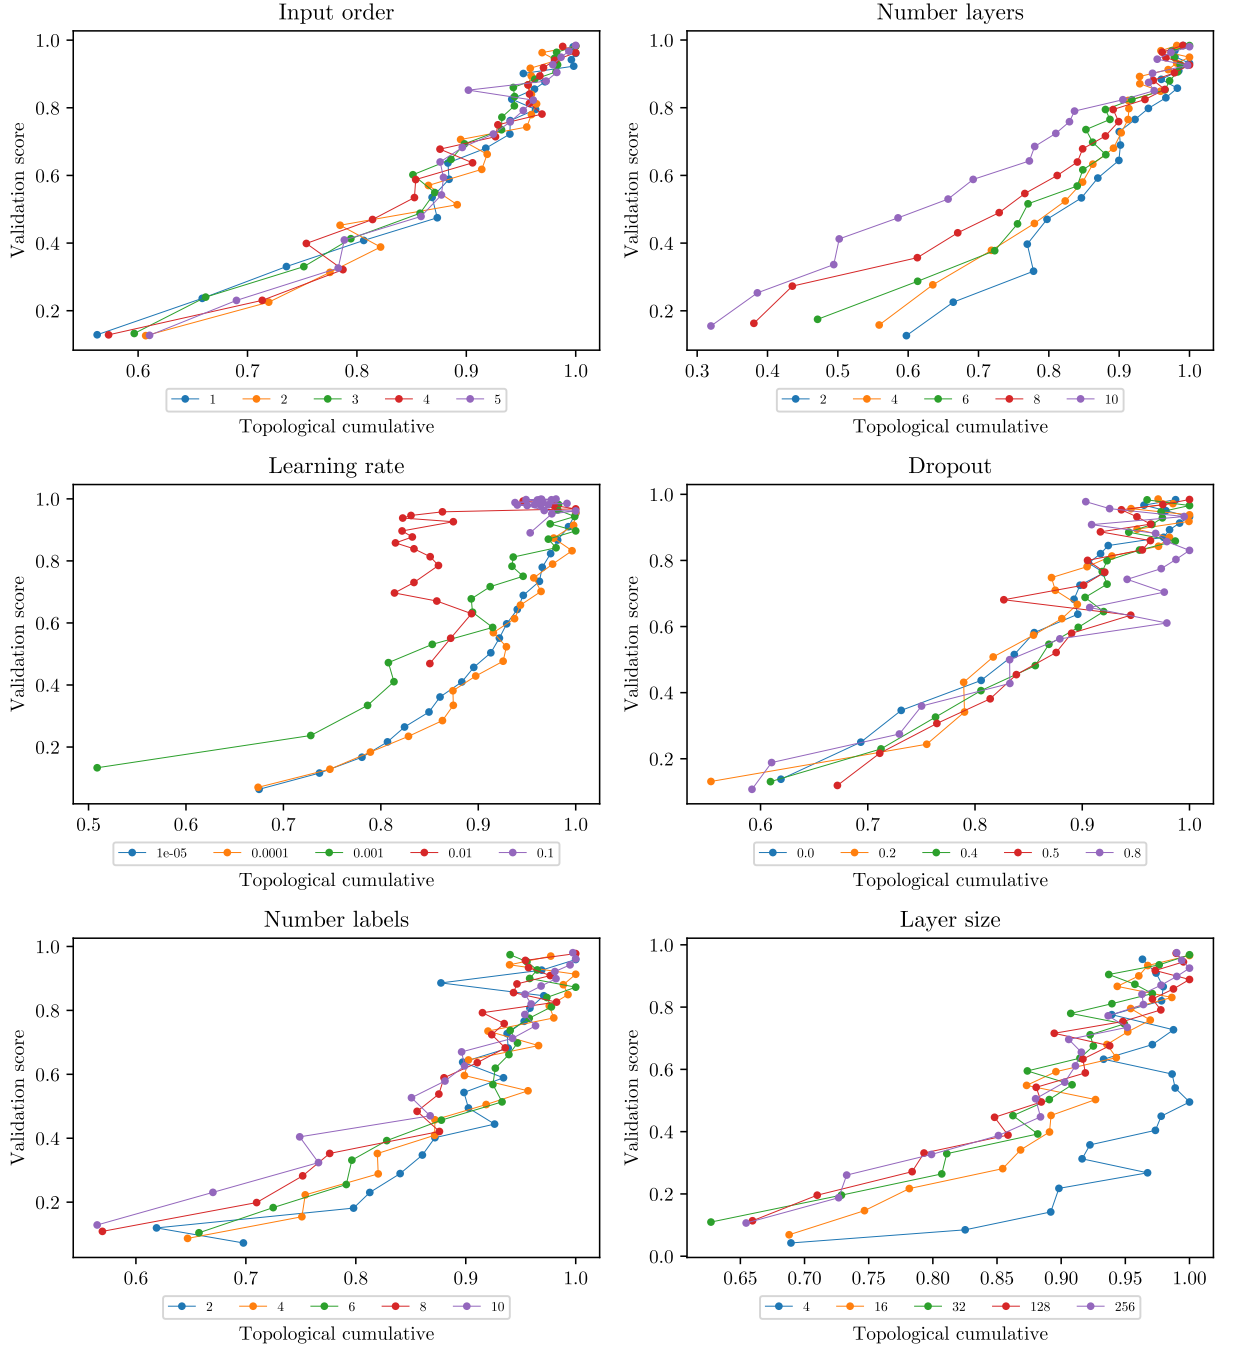 Input order
Validation score
1.0
0.8
0.6
0.4
0.2
0.6 0.7 0.8 0.9 1.0
1 2 3 4 5
Topological cumulative
Number layers
Validation score
1.0
0.8
0.6
0.4
0.2
0.3 0.4 0.5 0.6 0.7 0.8 0.9 1.0
2 4 6 8 10
Topological cumulative
Learning rate
Validation score
1.0
0.8
0.6
0.4
0.2
0.5 0.6 0.7 0.8 0.9 1.0
1e-05 0.0001 0.001 0.01 0.1
Topological cumulative
Dropout
Validation score
1.0
0.8
0.6
0.4
0.2
0.6 0.7 0.8 0.9 1.0
0.0 0.2 0.4 0.5 0.8
Topological cumulative
Number labels
Validation score
1.0
0.8
0.6
0.4
0.2
0.6 0.7 0.8 0.9 1.0
2 4 6 8 10
Topological cumulative
Layer size
Validation score
1.0
0.8
0.6
0.4
0.2
0.0
0.65 0.70 0.75 0.80 0.85 0.90 0.95 1.00
4 16 32 128 256
Topological cumulative